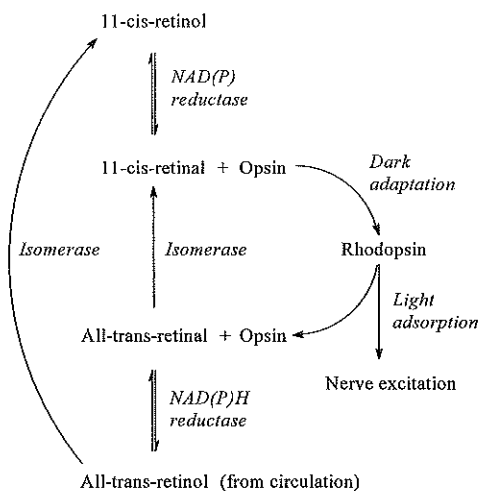 11-cis-retinol
NAD(P)
reductase
11-cis-retinal + Opsin
Dark
adaptation
Isomerase
Isomerase
Rhodopsin
Light
adsorption
All-trans-retinal + Opsin
Nerve excitation
NAD(P)H
reductase
All-trans-retinol (from circulation)